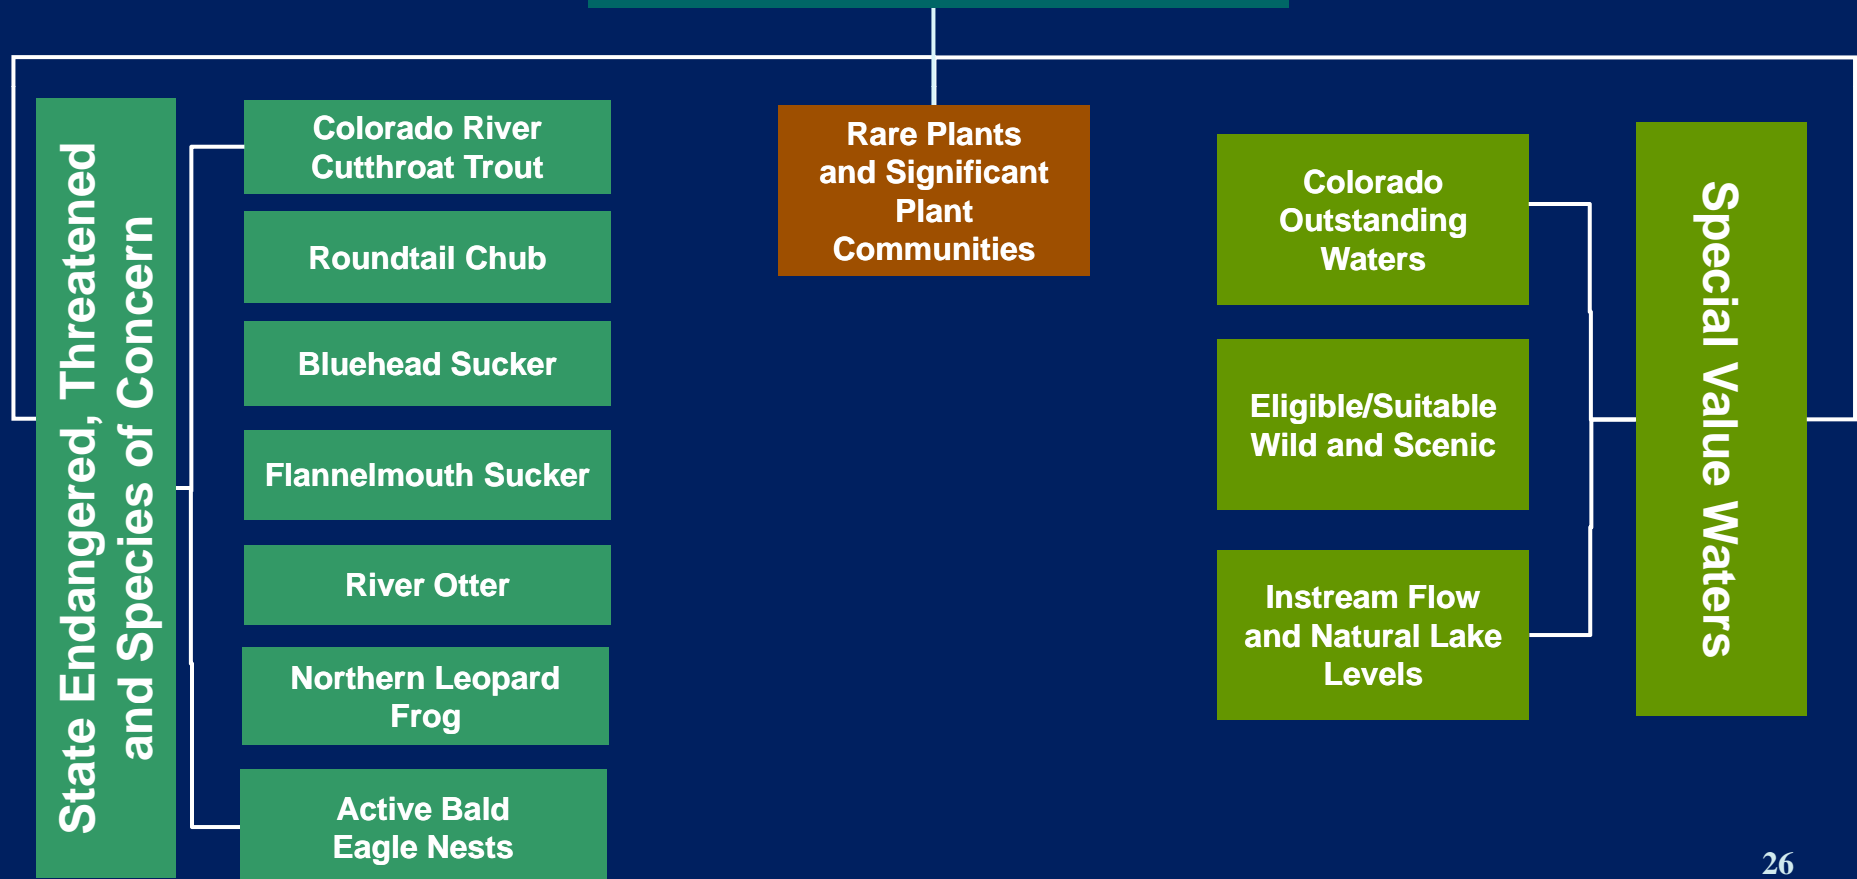 State Endangered, Threatened
and Species of Concern
Colorado River
Cutthroat Trout
Roundtail Chub
Bluehead Sucker
Flannelmouth Sucker
River Otter
Northern Leopard
Frog
Active Bald
Eagle Nests
Rare Plants
and Significant
Plant
Communities
Colorado
Outstanding
Waters
Eligible/Suitable
Wild and Scenic
Instream Flow
and Natural Lake
Levels
Special Value Waters
26